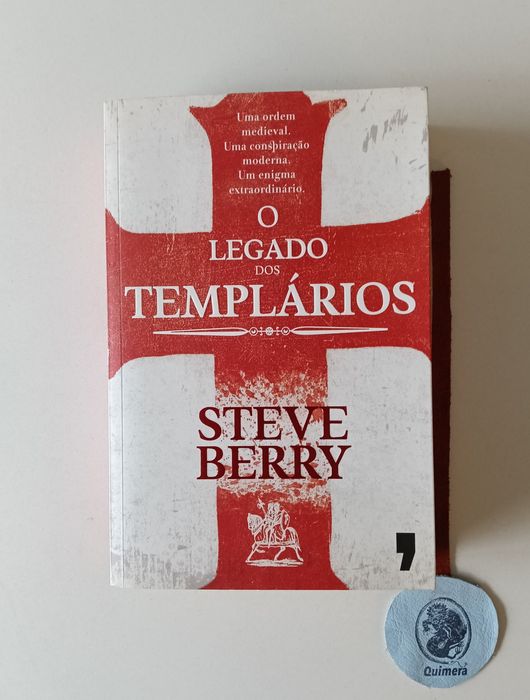 Uma ordem
medieval.
Uma conspiração
moderna.
Um enigma
extraordinário.
O
LEGADO
DOS
TEMPLÁRIOS
STEVE
BERRY
Quimera